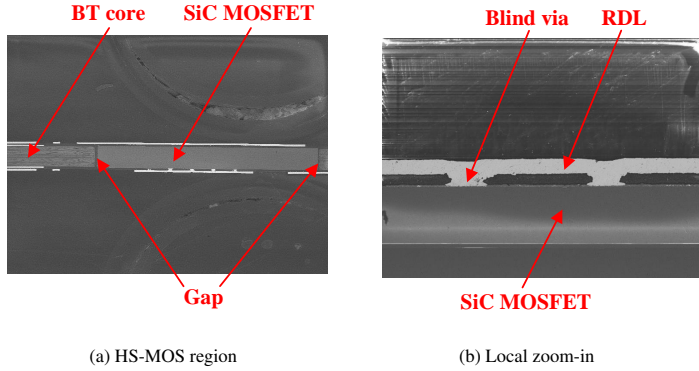 BT core
SiC MOSFET
Gap
(a) HS-MOS region
Blind via
RDL
SiC MOSFET
(b) Local zoom-in